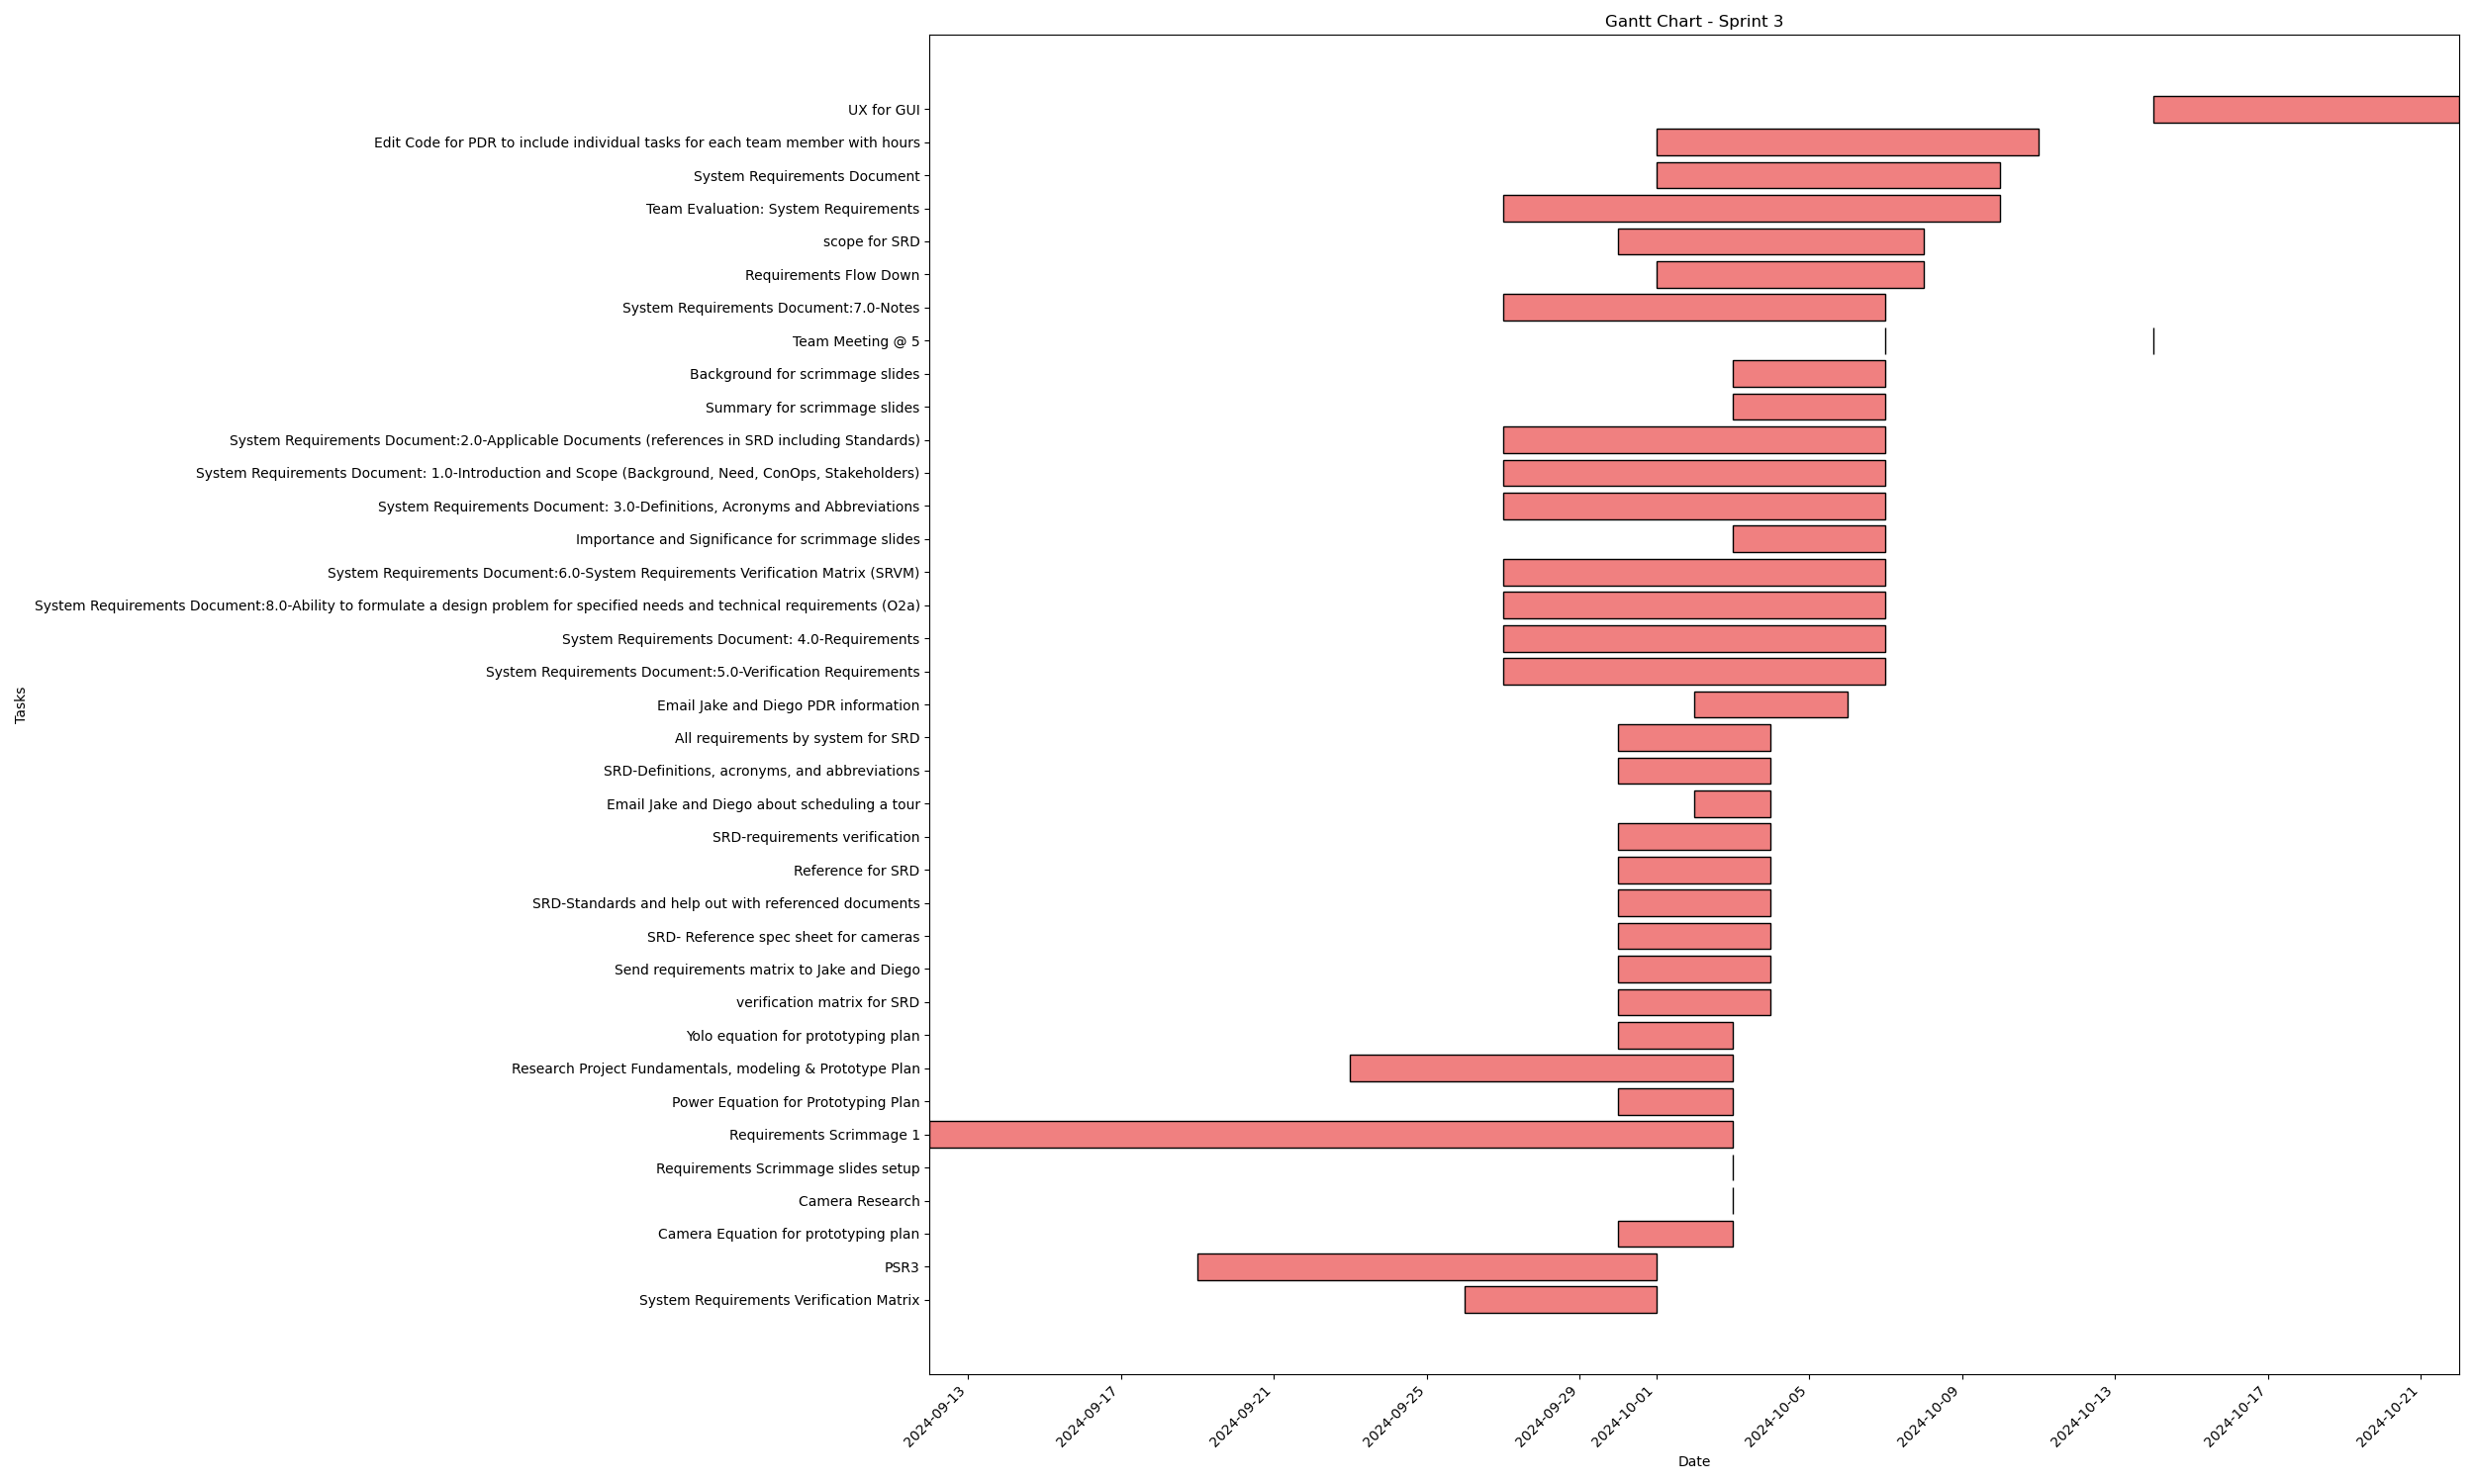 Gantt Chart - Sprint 3
UX for GUI
Edit Code for PDR to include individual tasks for each team member with hours
System Requirements Document
Team Evaluation: System Requirements
scope for SRD
Requirements Flow Down
System Requirements Document:7.0-Notes
Team Meeting @ 5
Background for scrimmage slides
Summary for scrimmage slides
System Requirements Document:2.0-Applicable Documents (references in SRD including Standards)
System Requirements Document: 1.0-Introduction and Scope (Background, Need, ConOps, Stakeholders)
System Requirements Document: 3.0-Definitions, Acronyms and Abbreviations
Importance and Significance for scrimmage slides
System Requirements Document:6.0-System Requirements Verification Matrix (SRVM)
System Requirements Document:8.0-Ability to formulate a design problem for specified needs and technical requirements (O2a)
System Requirements Document: 4.0-Requirements
System Requirements Document:5.0-Verification Requirements
Email Jake and Diego PDR information
All requirements by system for SRD
SRD-Definitions, acronyms, and abbreviations
Email Jake and Diego about scheduling a tour
SRD-requirements verification
Reference for SRD
SRD-Standards and help out with referenced documents
SRD- Reference spec sheet for cameras
Send requirements matrix to Jake and Diego
verification matrix for SRD
Yolo equation for prototyping plan
Research Project Fundamentals, modeling & Prototype Plan
Power Equation for Prototyping Plan
Requirements Scrimmage 1
Requirements Scrimmage slides setup
Camera Research
Camera Equation for prototyping plan
PSR3
System Requirements Verification Matrix
Tasks
2024-09-13
2024-09-17
2024-09-21
2024-09-25
2024-09-29
2024-10-01
2024-10-05
2024-10-09
2024-10-13
2024-10-17
2024-10-21
Date